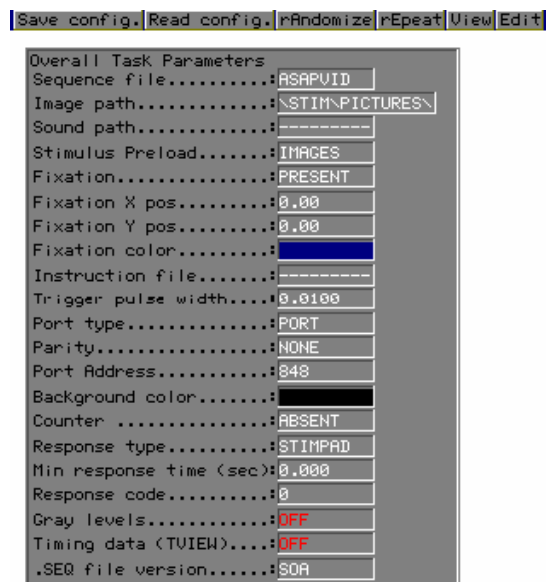 Save config. Read config. rAndomize rEpeat View Edit
Overall Task Parameters
Sequence file..........:ASAPVID
Image path.............:\STIM\PICTURES\
Sound path.............:---------
Stimulus Preload.......:IMAGES
Fixation...............:PRESENT
Fixation X pos.........:0.00
Fixation Y pos.........:0.00
Fixation color.........:
Instruction file.......:---------
Trigger pulse width....:0.0100
Port type..............:PORT
Parity.................:NONE
Port Address...........:848
Background color.......:
Counter ...............:ABSENT
Response type..........:STIMPAD
Min response time (sec):0.000
Response code..........:0
Gray levels............:OFF
Timing data (TVIEW)....:OFF
.SEQ file version......:SOA